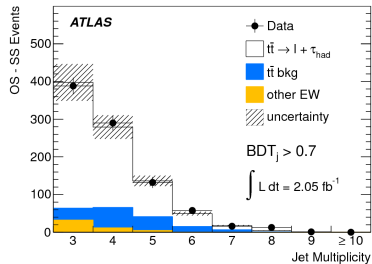 ATLAS
OS - SS Events
500
400
300
200
100
0
Data
tt̄ → l + τhad
tt̄ bkg
other EW
uncertainty
BDTj > 0.7
∫ L dt = 2.05 fb⁻¹
3 4 5 6 7 8 9 ≥ 10
Jet Multiplicity